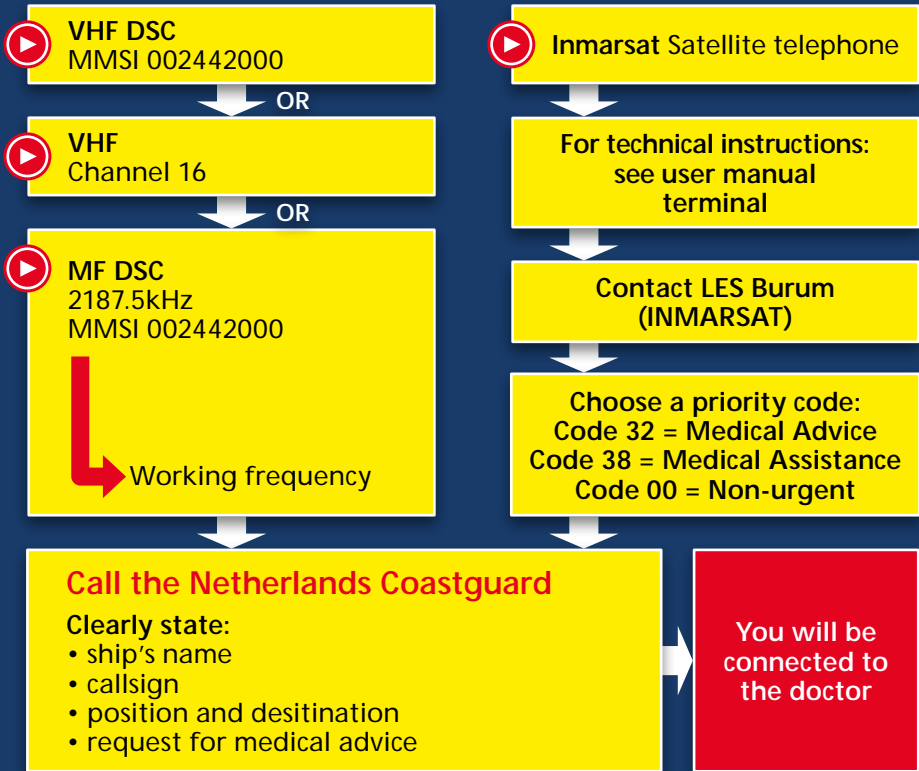 VHF DSC
MMSI 002442000
OR
VHF
Channel 16
OR
MF DSC
2187.5kHz
MMSI 002442000
Working frequency
Inmarsat Satellite telephone
For technical instructions:
see user manual
terminal
Contact LES Burum
(INMARSAT)
Choose a priority code:
Code 32 = Medical Advice
Code 38 = Medical Assistance
Code 00 = Non-urgent
Call the Netherlands Coastguard
Clearly state:
• ship's name
• callsign
• position and desitination
• request for medical advice
You will be
connected to
the doctor